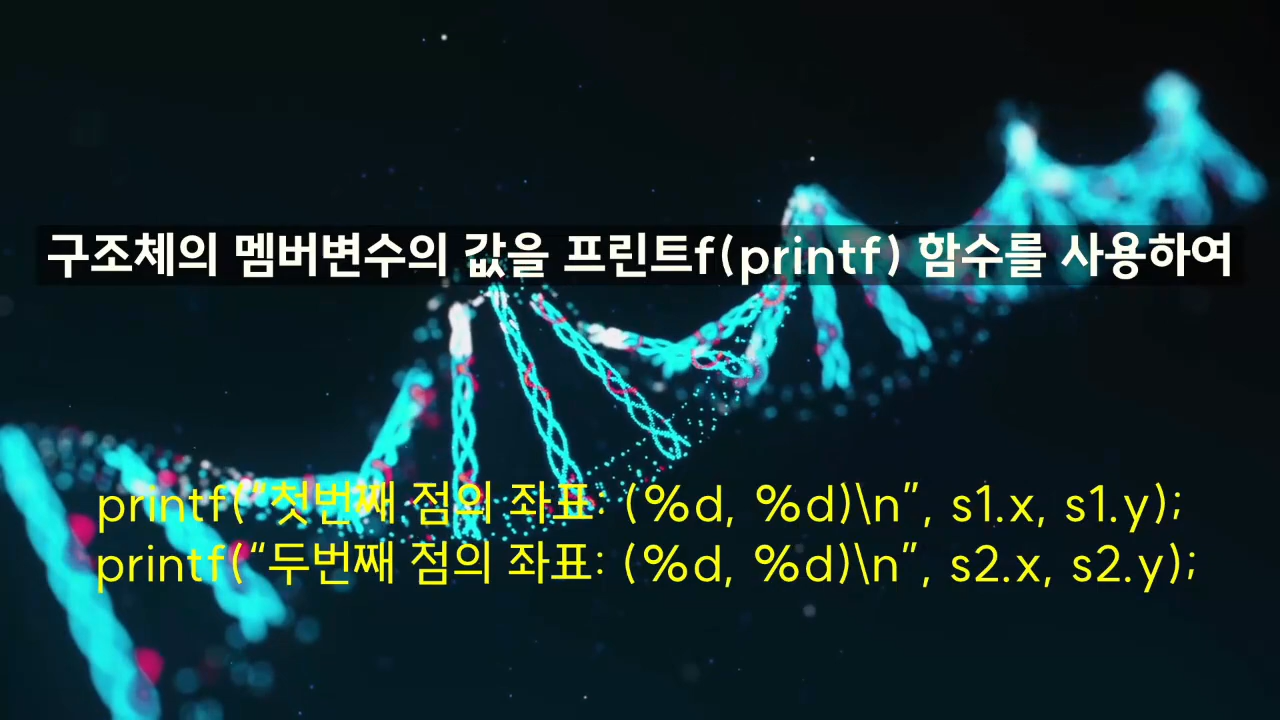 구조체의 멤버변수의 값을 프린트f(printf) 함수를 사용하여
printf(“첫번째 점의 좌표: (%d, %d)\n”, s1.x, s1.y);
printf(“두번째 점의 좌표: (%d, %d)\n”, s2.x, s2.y);